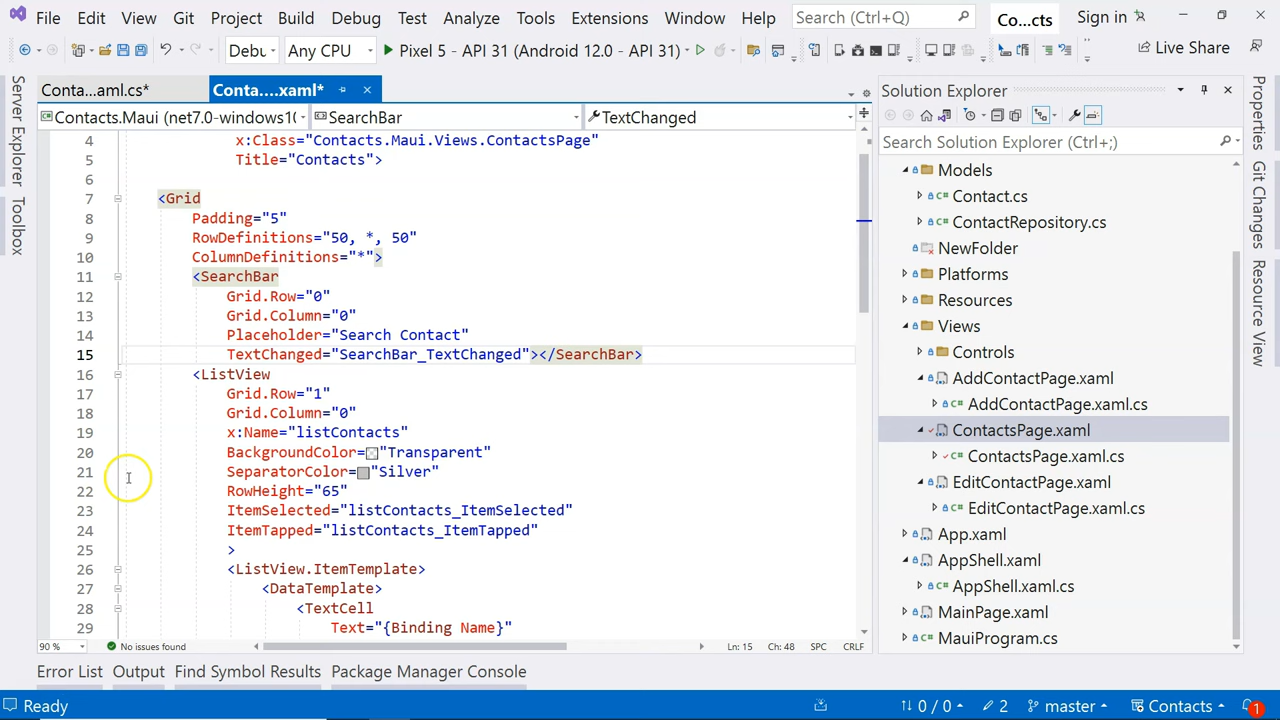 File Edit View Git Project Build Debug Test Analyze Tools Extensions Window Help Search (Ctrl+Q) Co...cts Sign in
Debu Any CPU Pixel 5 - API 31 (Android 12.0 - API 31) Live Share
Conta...aml.cs* Conta....xaml*
Contacts.Maui (net7.0-windows10 SearchBar TextChanged
4 x:Class="Contacts.Maui.Views.ContactsPage"
5 Title="Contacts">
6
7 <Grid
8 Padding="5"
9 RowDefinitions="50, *, 50"
10 ColumnDefinitions="*">
11 <SearchBar
12 Grid.Row="0"
13 Grid.Column="0"
14 Placeholder="Search Contact"
15 TextChanged="SearchBar_TextChanged"></SearchBar>
16 <ListView
17 Grid.Row="1"
18 Grid.Column="0"
19 x:Name="listContacts"
20 BackgroundColor="Transparent"
21 SeparatorColor="Silver"
22 RowHeight="65"
23 ItemSelected="listContacts_ItemSelected"
24 ItemTapped="listContacts_ItemTapped"
25 >
26 <ListView.ItemTemplate>
27 <DataTemplate>
28 <TextCell
29 Text="{Binding Name}"
90 % No issues found Ln: 15 Ch: 48 SPC CRLF
Server Explorer
Toolbox
Solution Explorer
Search Solution Explorer (Ctrl+;)
Models
C# Contact.cs
C# ContactRepository.cs
NewFolder
Platforms
Resources
Views
Controls
AddContactPage.xaml
C# AddContactPage.xaml.cs
ContactsPage.xaml
C# ContactsPage.xaml.cs
EditContactPage.xaml
C# EditContactPage.xaml.cs
App.xaml
AppShell.xaml
C# AppShell.xaml.cs
MainPage.xaml
C# MauiProgram.cs
Properties
Git Changes
Resource View
Error List Output Find Symbol Results Package Manager Console
Ready 0 / 0 2 master Contacts 1